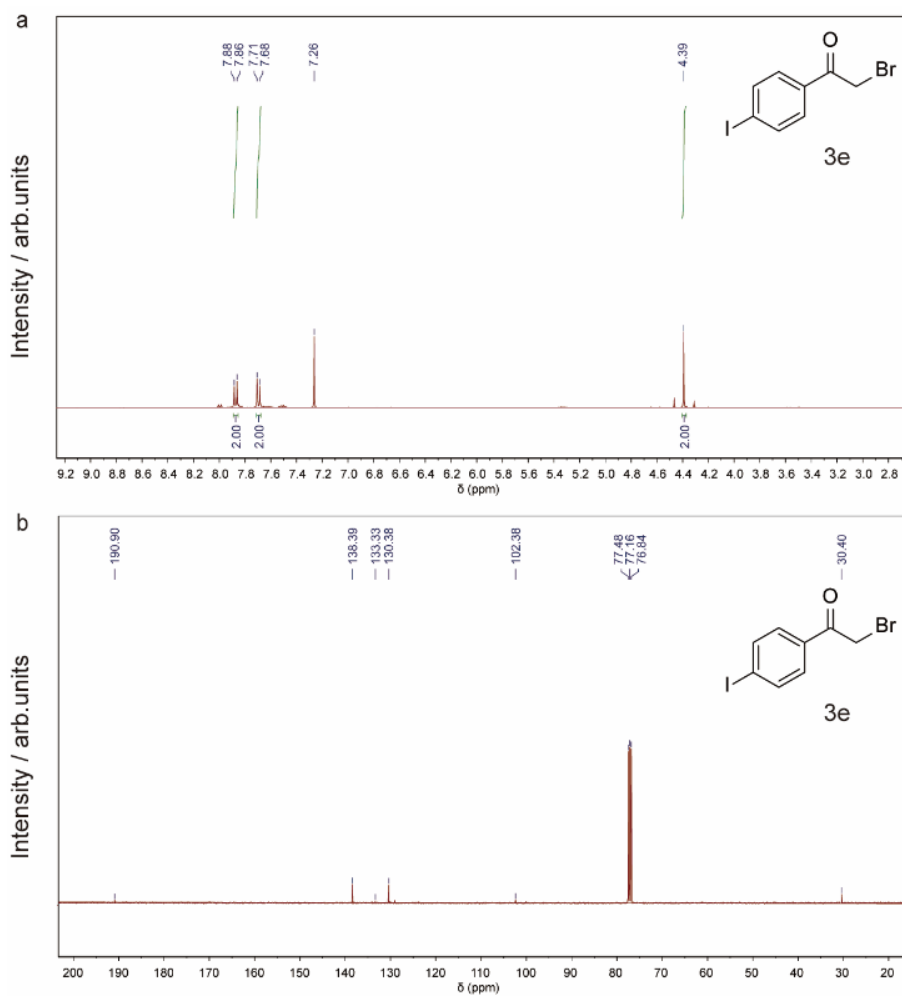 a
7.88
7.86
7.71
7.68
7.26
4.39
O
Br
I
3e
Intensity / arb.units
2.00
2.00
2.00
9.2 9.0 8.8 8.6 8.4 8.2 8.0 7.8 7.6 7.4 7.2 7.0 6.8 6.6 6.4 6.2 6.0 5.8 5.6 5.4 5.2 5.0 4.8 4.6 4.4 4.2 4.0 3.8 3.6 3.4 3.2 3.0 2.8
δ (ppm)
b
190.90
138.39
133.33
130.38
102.38
77.48
77.16
76.84
30.40
O
Br
I
3e
Intensity / arb.units
200 190 180 170 160 150 140 130 120 110 100 90 80 70 60 50 40 30 20
δ (ppm)